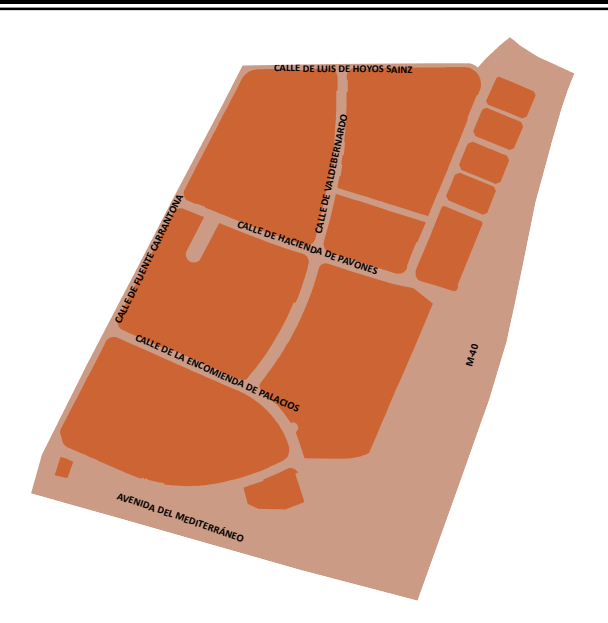 CALLE DE LUIS DE HOYOS SAINZ
CALLE DE VALDEBERNARDO
CALLE DE FUENTE CARRANTONA
CALLE DE HACIENDA DE PAVONES
CALLE DE LA ENCOMIENDA DE PALACIOS
M-40
AVENIDA DEL MEDITERRÁNEO